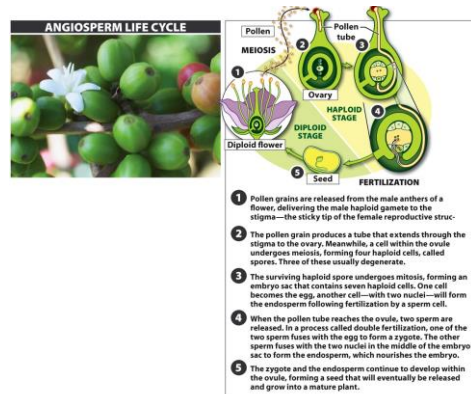 ANGIOSPERM LIFE CYCLE
Pollen
Pollen tube
MEIOSIS
2
3
1
Ovary
4
HAPLOID STAGE
DIPLOID STAGE
Diploid flower
5
Seed
FERTILIZATION
1 Pollen grains are released from the male anthers of a
flower, delivering the male haploid gamete to the
stigma—the sticky tip of the female reproductive struc-
2 The pollen grain produces a tube that extends through the
stigma to the ovary. Meanwhile, a cell within the ovule
undergoes meiosis, forming four haploid cells, called
spores. Three of these usually degenerate.
3 The surviving haploid spore undergoes mitosis, forming an
embryo sac that contains seven haploid cells. One cell
becomes the egg, another cell—with two nuclei—will form
the endosperm following fertilization by a sperm cell.
4 When the pollen tube reaches the ovule, two sperm are
released. In a process called double fertilization, one of the
two sperm fuses with the egg to form a zygote. The other
sperm fuses with the two nuclei in the middle of the embryo
sac to form the endosperm, which nourishes the embryo.
5 The zygote and the endosperm continue to develop within
the ovule, forming a seed that will eventually be released
and grow into a mature plant.